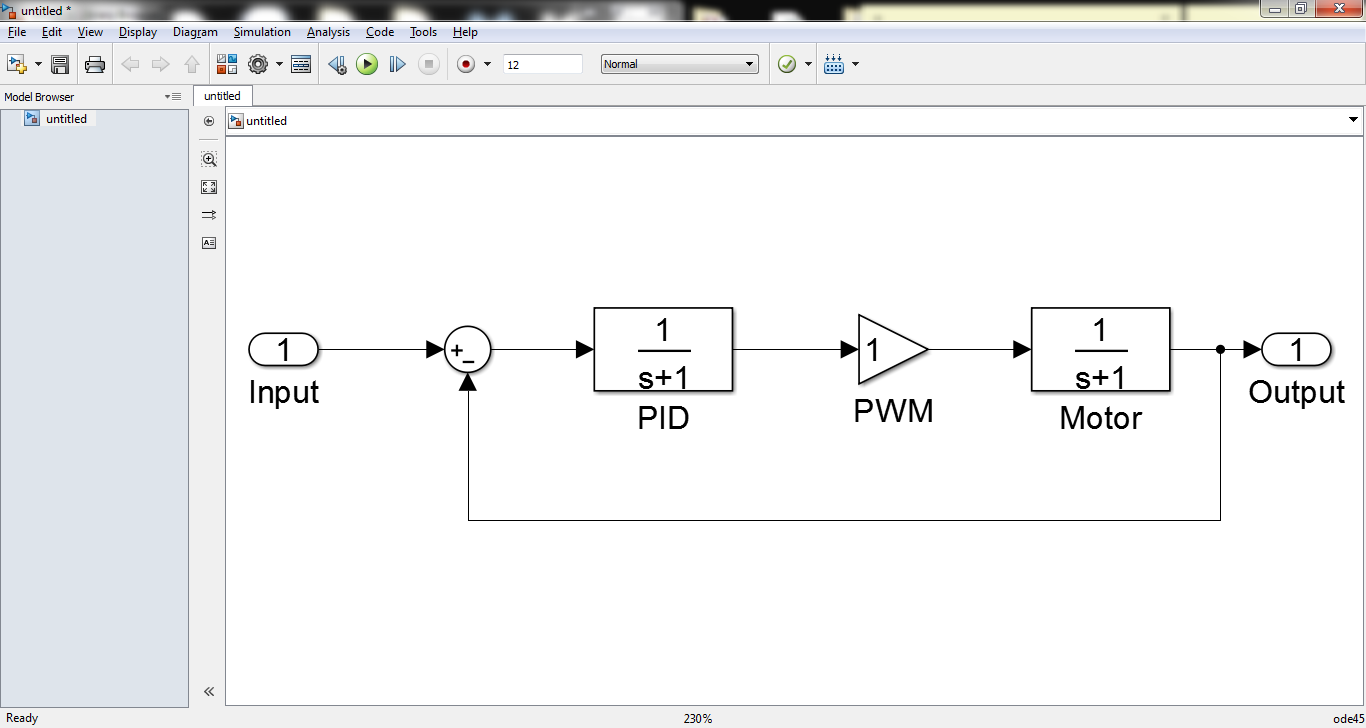 untitled *
File Edit View Display Diagram Simulation Analysis Code Tools Help
12 Normal
Model Browser
untitled
untitled
untitled
1
Input
+
−
1
s+1
PID
1
PWM
1
s+1
Motor
1
Output
Ready 230% ode45